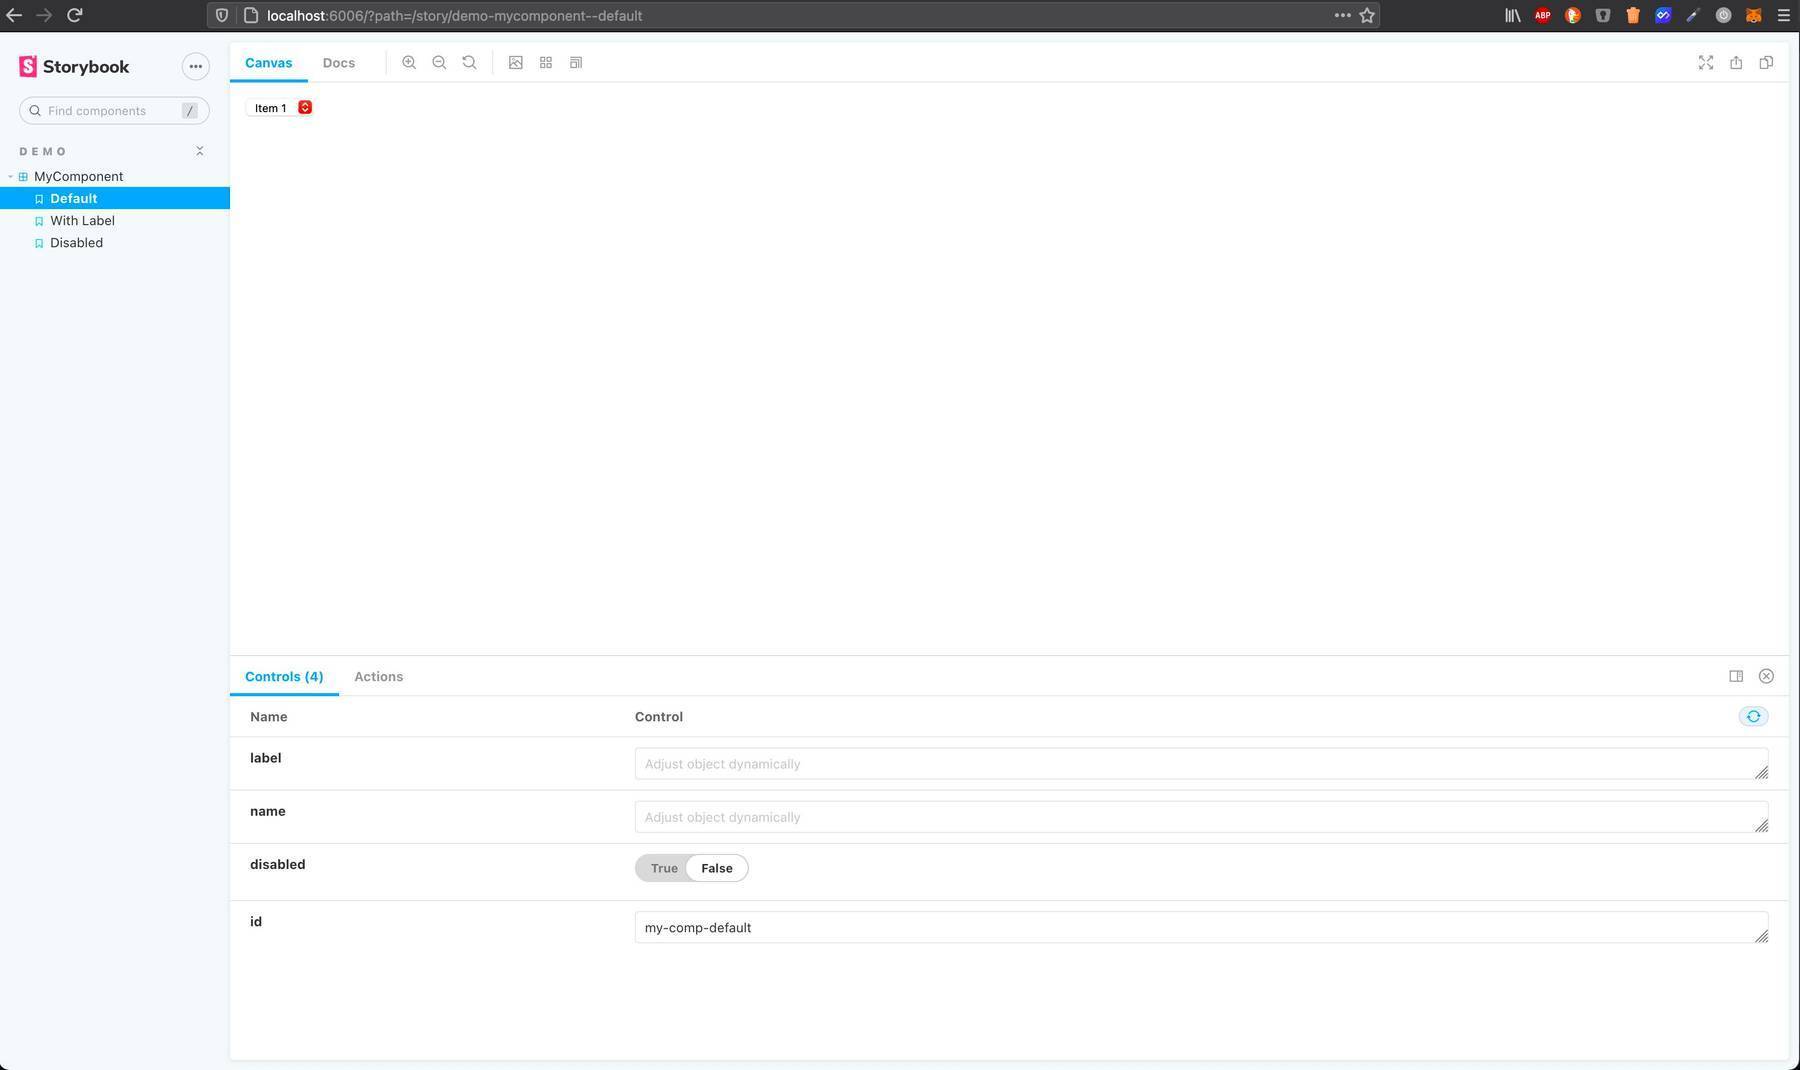 localhost:6006/?path=/story/demo-mycomponent--default
ABP
Storybook
Find components /
DEMO
MyComponent
Default
With Label
Disabled
Canvas Docs
Item 1
Controls (4) Actions
Name Control
label Adjust object dynamically
name Adjust object dynamically
disabled True False
id my-comp-default